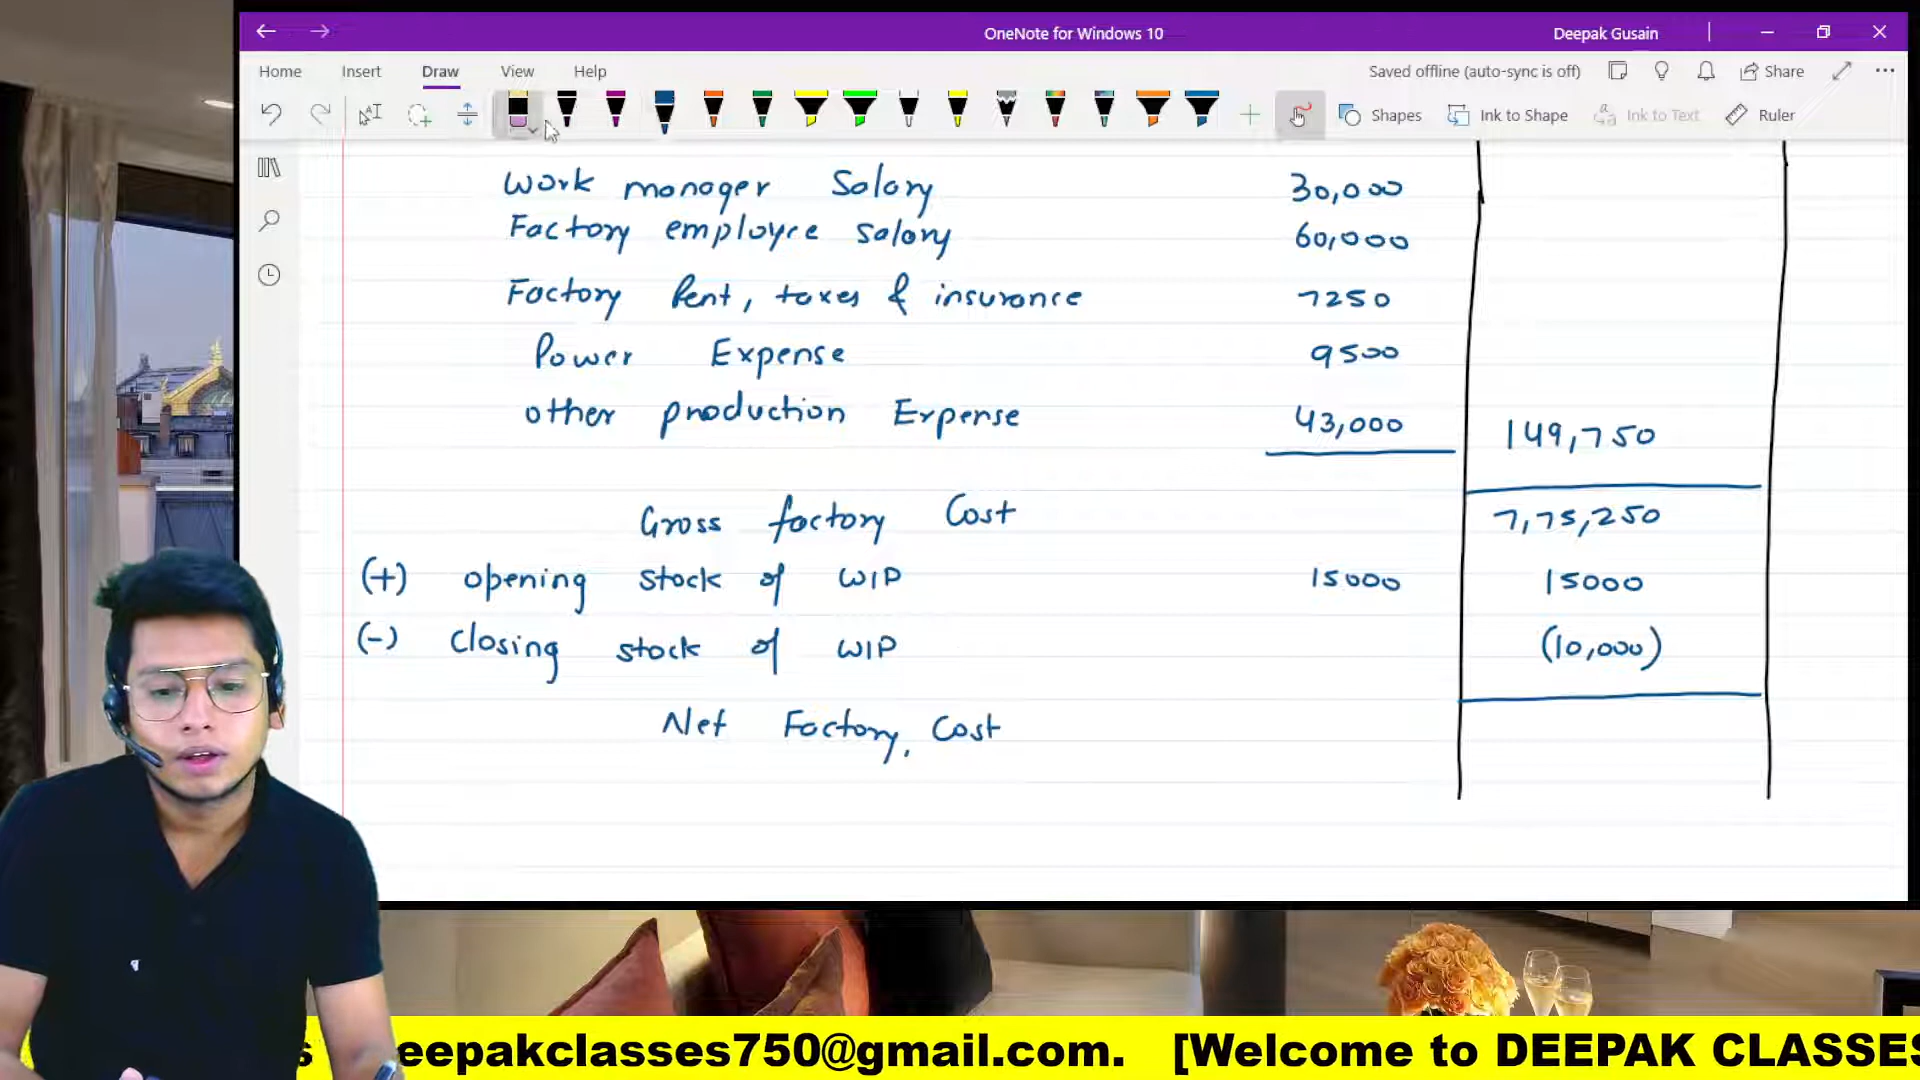 OneNote for Windows 10 Deepak Gusain
Home Insert Draw View Help Saved offline (auto-sync is off) Share
Shapes Ink to Shape Ink to Text Ruler
Work manager Salary 30,000
Factory employee salary 60,000
Factory Rent, taxes & insurance 7250
Power Expense 9500
other production Expense 43,000 149,750
Gross factory Cost 7,75,250
(+) opening stock of WIP 15000 15000
(-) closing stock of WIP (10,000)
Net Factory Cost
eepakclasses750@gmail.com. [Welcome to DEEPAK CLASSES